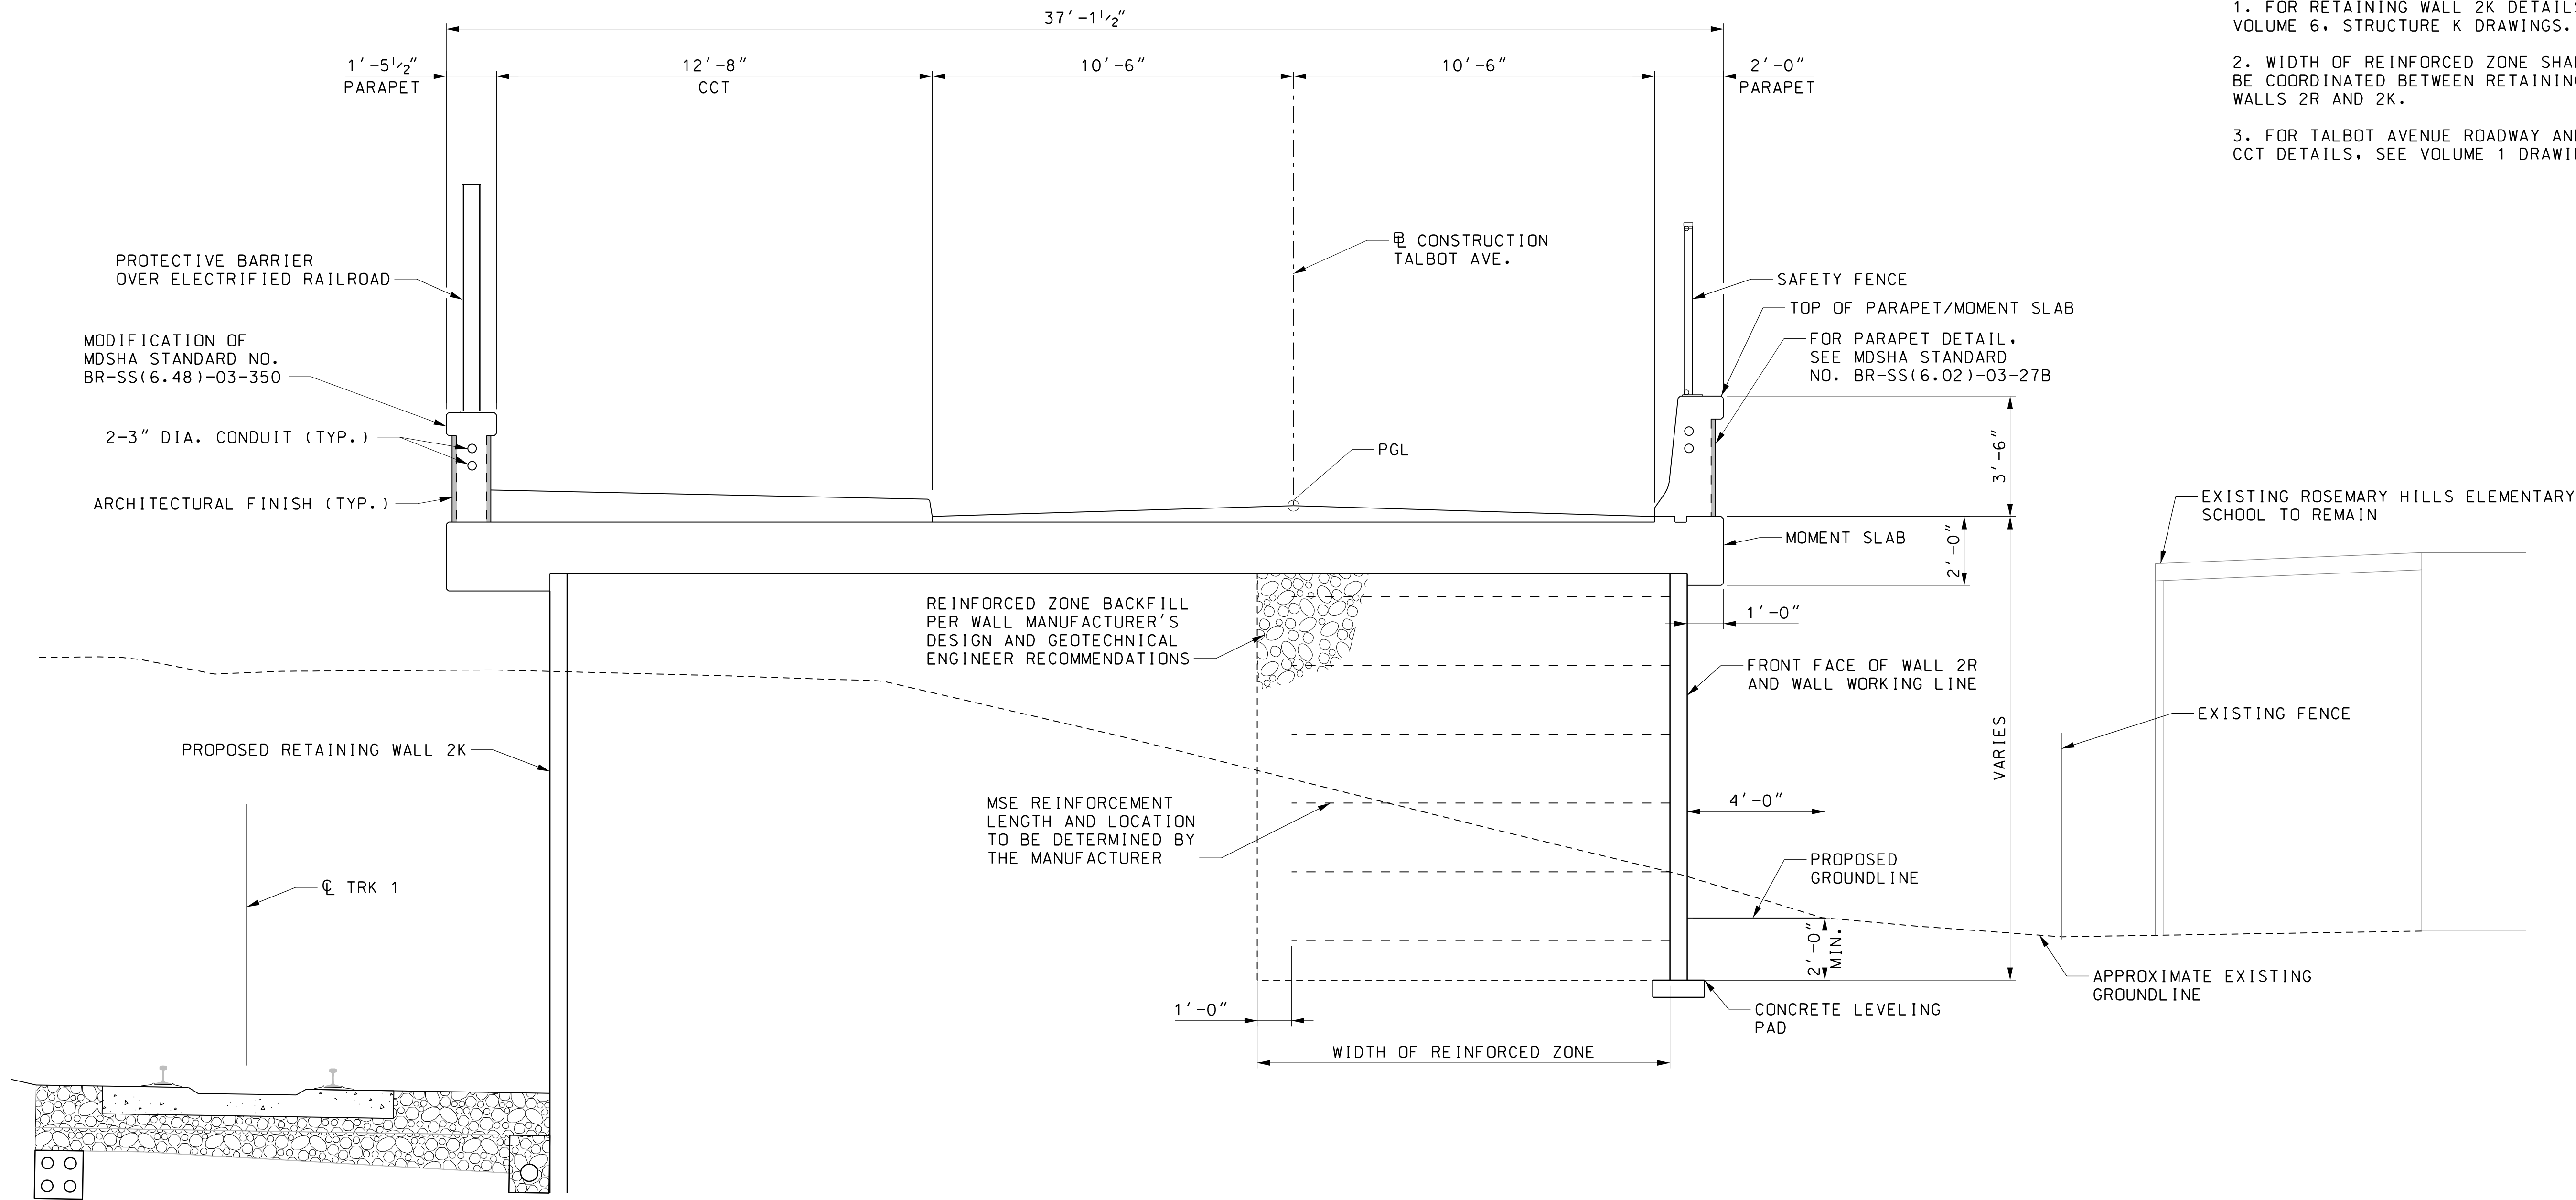 37'-1 1/2"
1'-5 1/2"
PARAPET
12'-8"
CCT
10'-6"
10'-6"
2'-0"
PARAPET
1. FOR RETAINING WALL 2K DETAILS
VOLUME 6, STRUCTURE K DRAWINGS.
2. WIDTH OF REINFORCED ZONE
BE COORDINATED BETWEEN
WALLS 2R AND 2K.
3. FOR TALBOT AVENUE ROADWAY
CCT DETAILS, SEE VOLUME 1
PROTECTIVE BARRIER
OVER ELECTRIFIED RAILROAD
MODIFICATION OF
MDSHA STANDARD NO.
BR-SS(6.48)-03-350
2-3" DIA. CONDUIT (TYP.)
ARCHITECTURAL FINISH (TYP.)
BL CONSTRUCTION
TALBOT AVE.
PGL
SAFETY FENCE
TOP OF PARAPET/MOMENT SLAB
FOR PARAPET DETAIL,
SEE MDSHA STANDARD
NO. BR-SS(6.02)-03-27B
3'-6"
MOMENT SLAB
2'-0"
1'-0"
EXISTING ROSEMARY HILLS ELEMENTARY
SCHOOL TO REMAIN
REINFORCED ZONE BACKFILL
PER WALL MANUFACTURER'S
DESIGN AND GEOTECHNICAL
ENGINEER RECOMMENDATIONS
FRONT FACE OF WALL 2R
AND WALL WORKING LINE
VARIES
EXISTING FENCE
PROPOSED RETAINING WALL 2K
MSE REINFORCEMENT
LENGTH AND LOCATION
TO BE DETERMINED BY
THE MANUFACTURER
4'-0"
PROPOSED
GROUNDLINE
2'-0"
MIN.
℄ TRK 1
APPROXIMATE EXISTING
GROUNDLINE
1'-0"
CONCRETE LEVELING
PAD
WIDTH OF REINFORCED ZONE